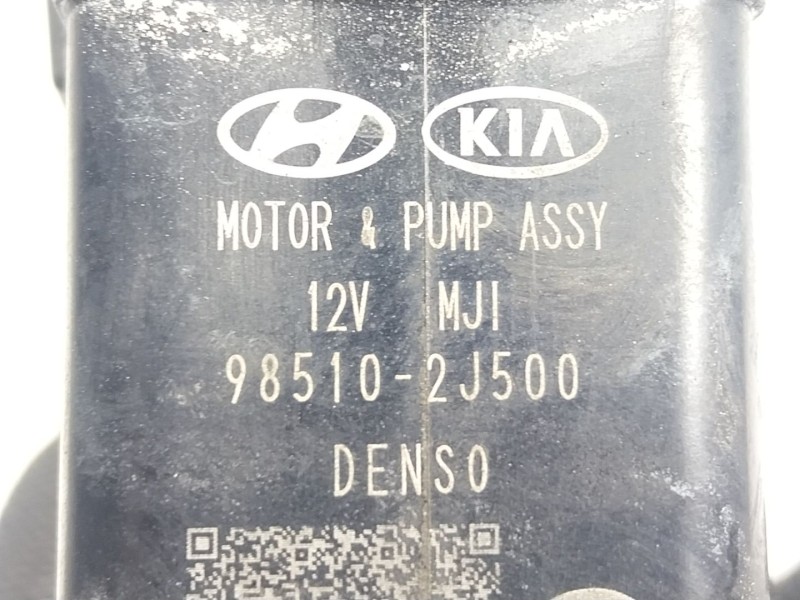 KIA
MOTOR & PUMP ASSY
12V MJI
98510-2J500
DENSO